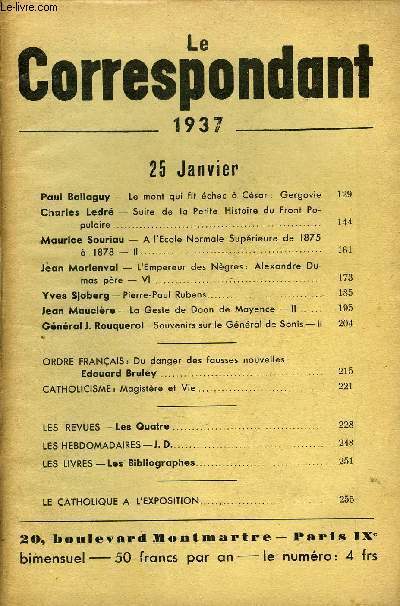 Le-livre.com
Le
Correspondant
1937
25 Janvier
Paul Ballaguy — Le mont qui fit échec à César : Gergovie 129
Charles Ledré — Suite de la Petite Histoire du Front Po-
pulaire 144
Maurice Souriau — A l'Ecole Normale Supérieure de 1875
à 1878 — II 161
Jean Morienval — L'Empereur des Nègres : Alexandre Du-
mas père — VI 173
Yves Sjoberg — Pierre-Paul Rubens 185
Jean Mauclère — La Geste de Doon de Mayence — II 195
Général J. Rouquerol — Souvenirs sur le Général de Sonis — II 204
ORDRE FRANÇAIS : Du danger des fausses nouvelles
Edouard Bruley 215
CATHOLICISME : Magistère et Vie 221
LES REVUES — Les Quatre 228
LES HEBDOMADAIRES — J. D. 248
LES LIVRES — Les Bibliographes 251
LE CATHOLIQUE A L'EXPOSITION 255
20, boulevard Montmartre — Paris IXe
bimensuel — 50 francs par an — le numéro : 4 frs